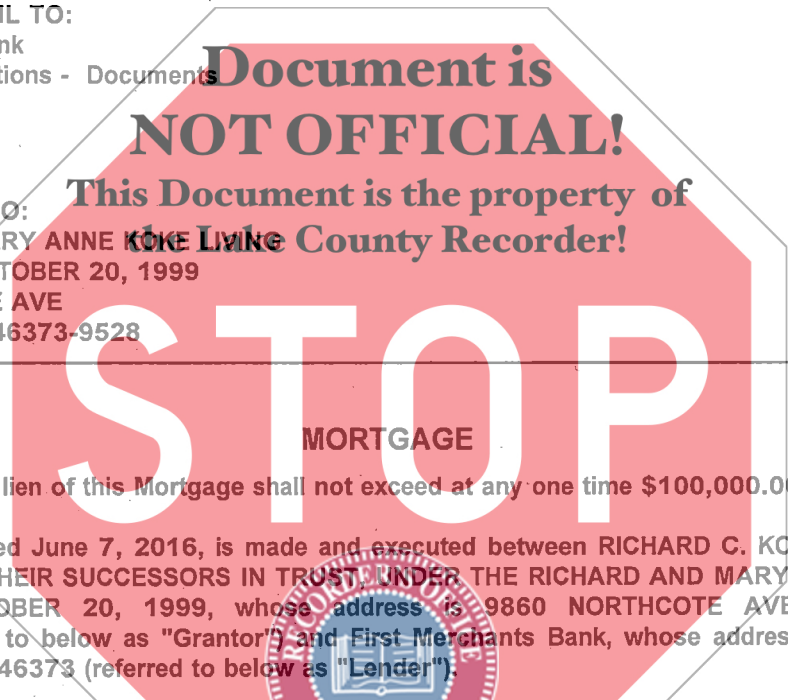 IL TO:
nk
tions - Documents
Document is
NOT OFFICIAL!
This Document is the property of
the Lake County Recorder!
O:
RY ANNE KOKE LIVING
TOBER 20, 1999
E AVE
46373-9528
STOP
MORTGAGE
lien of this Mortgage shall not exceed at any one time $100,000.00
ed June 7, 2016, is made and executed between RICHARD C. KO
HEIR SUCCESSORS IN TRUST, UNDER THE RICHARD AND MARY
OBER 20, 1999, whose address is 9860 NORTHCOTE AVE
to below as "Grantor") and First Merchants Bank, whose addres
46373 (referred to below as "Lender").
RECORDER OF